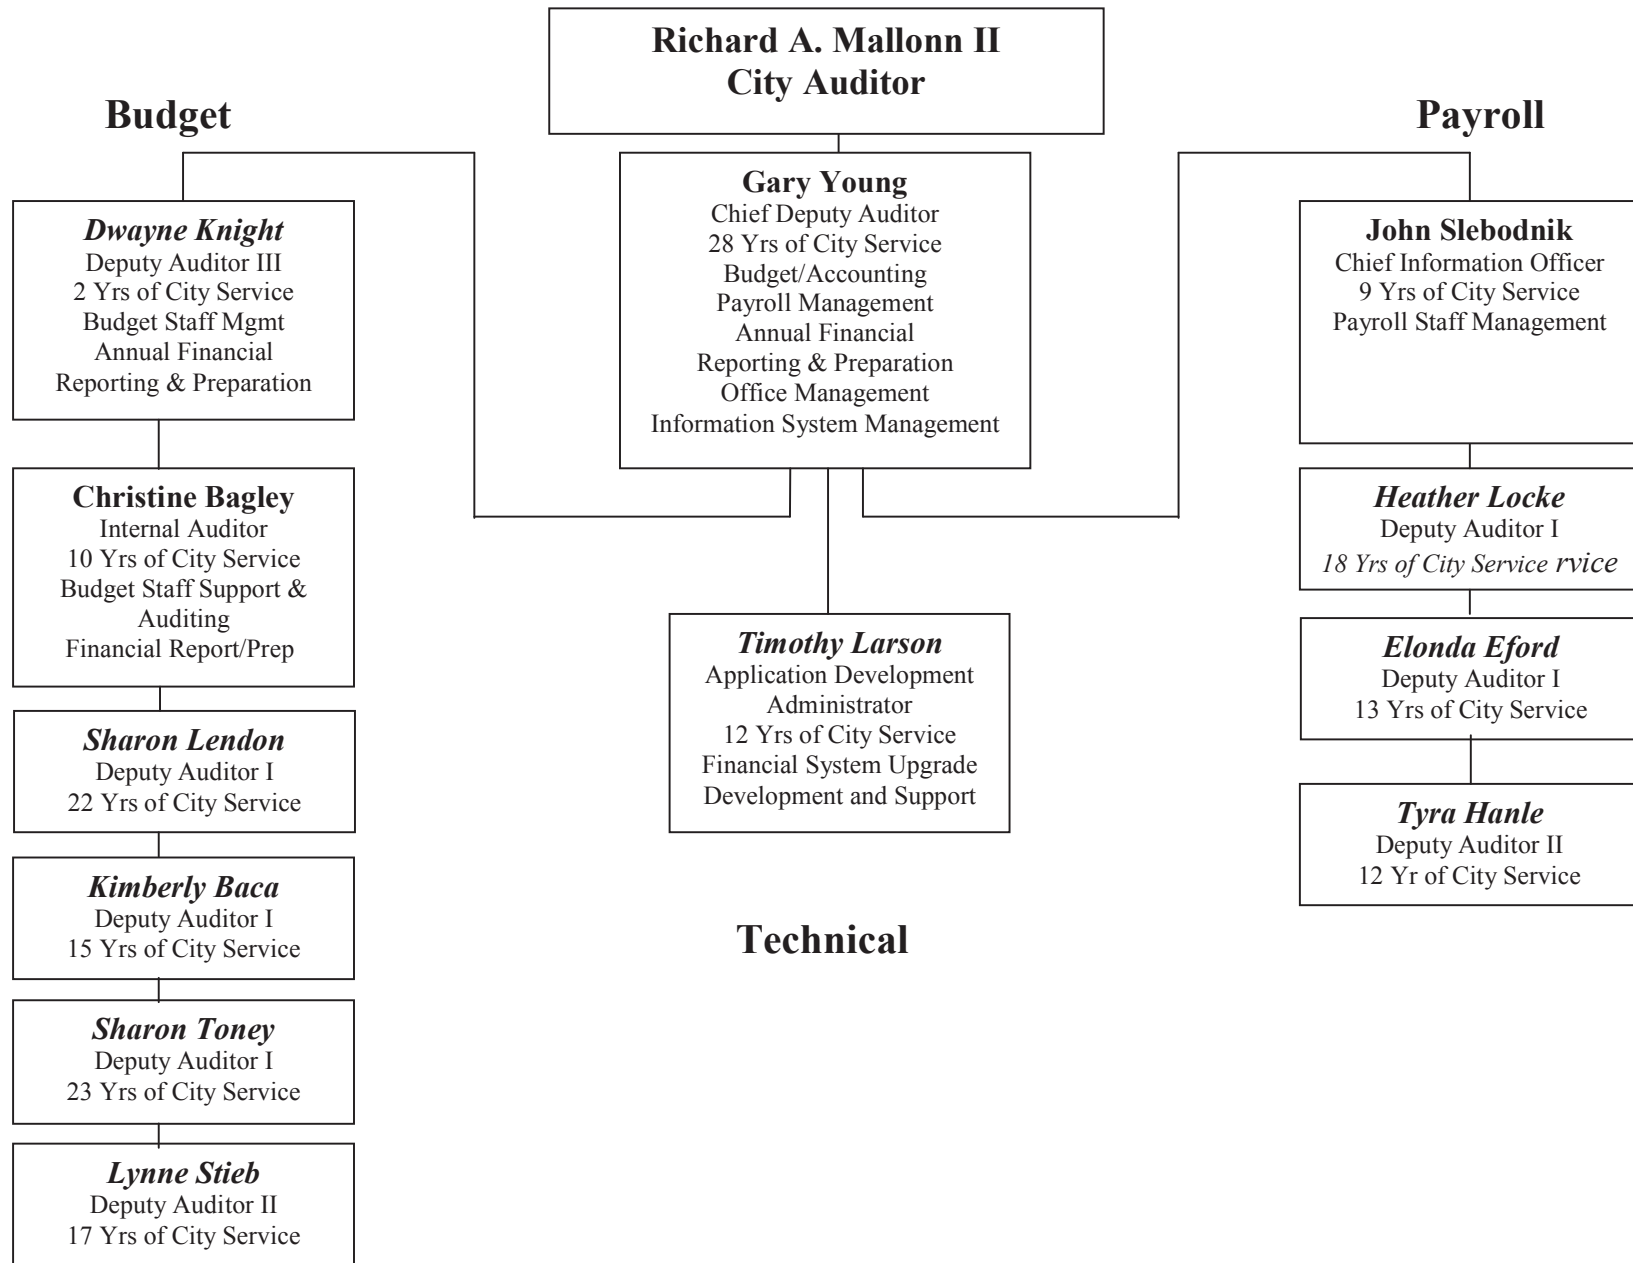 Richard A. Mallonn II
City Auditor
Budget
Payroll
Gary Young
Chief Deputy Auditor
28 Yrs of City Service
Budget/Accounting
Payroll Management
Annual Financial
Reporting & Preparation
Office Management
Information System Management
Dwayne Knight
Deputy Auditor III
2 Yrs of City Service
Budget Staff Mgmt
Annual Financial
Reporting & Preparation
Christine Bagley
Internal Auditor
10 Yrs of City Service
Budget Staff Support &
Auditing
Financial Report/Prep
Sharon Lendon
Deputy Auditor I
22 Yrs of City Service
Kimberly Baca
Deputy Auditor I
15 Yrs of City Service
Sharon Toney
Deputy Auditor I
23 Yrs of City Service
Lynne Stieb
Deputy Auditor II
17 Yrs of City Service
Timothy Larson
Application Development
Administrator
12 Yrs of City Service
Financial System Upgrade
Development and Support
Technical
John Slebodnik
Chief Information Officer
9 Yrs of City Service
Payroll Staff Management
Heather Locke
Deputy Auditor I
18 Yrs of City Service rvice
Elonda Eford
Deputy Auditor I
13 Yrs of City Service
Tyra Hanle
Deputy Auditor II
12 Yr of City Service